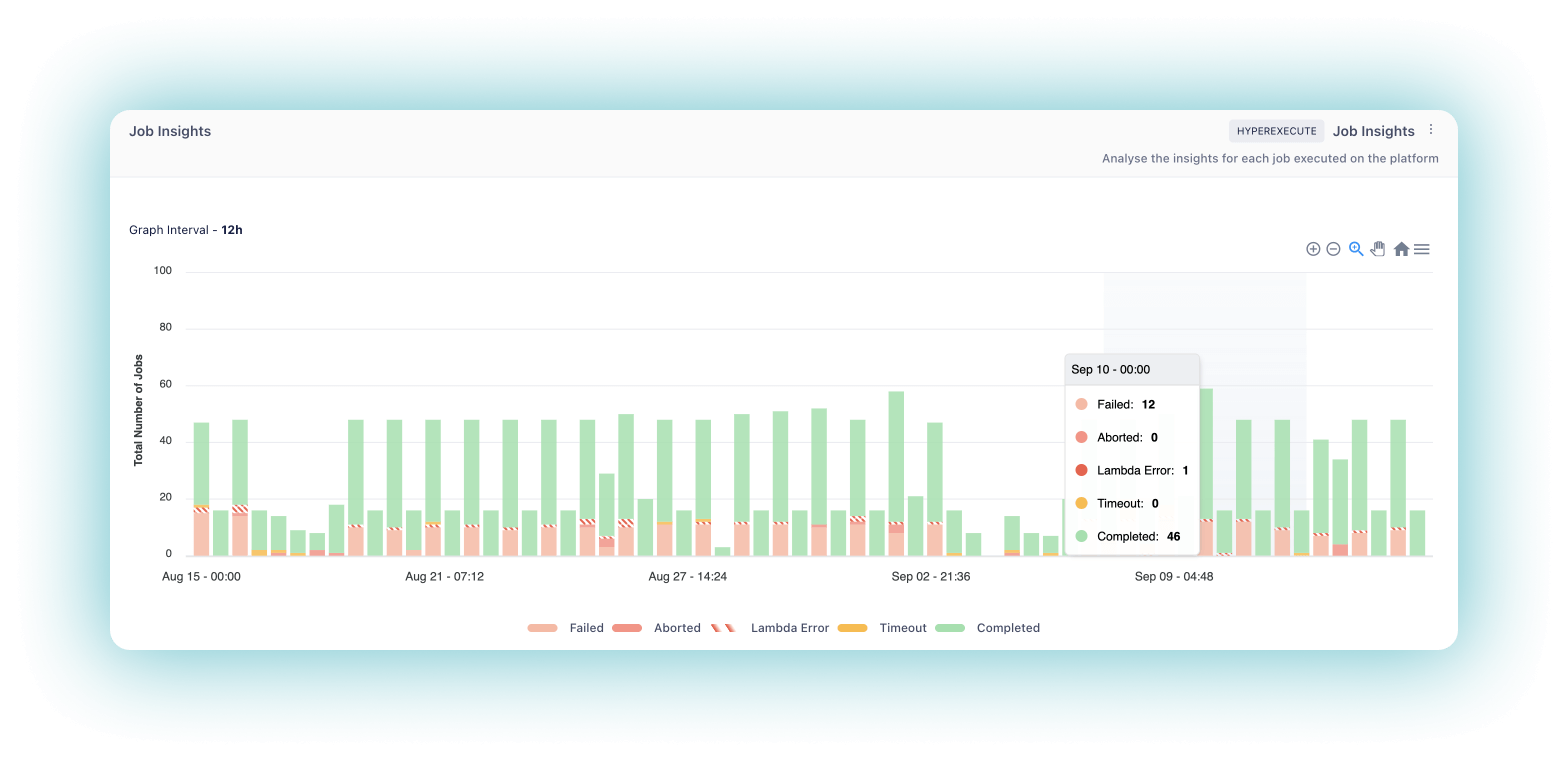 Job Insights
HYPEREXECUTE Job Insights
Analyse the insights for each job executed on the platform
Graph Interval - 12h
100
80
60
40
20
0
Total Number of Jobs
Sep 10 - 00:00
Failed: 12
Aborted: 0
Lambda Error: 1
Timeout: 0
Completed: 46
Aug 15 - 00:00 Aug 21 - 07:12 Aug 27 - 14:24 Sep 02 - 21:36 Sep 09 - 04:48
Failed Aborted Lambda Error Timeout Completed